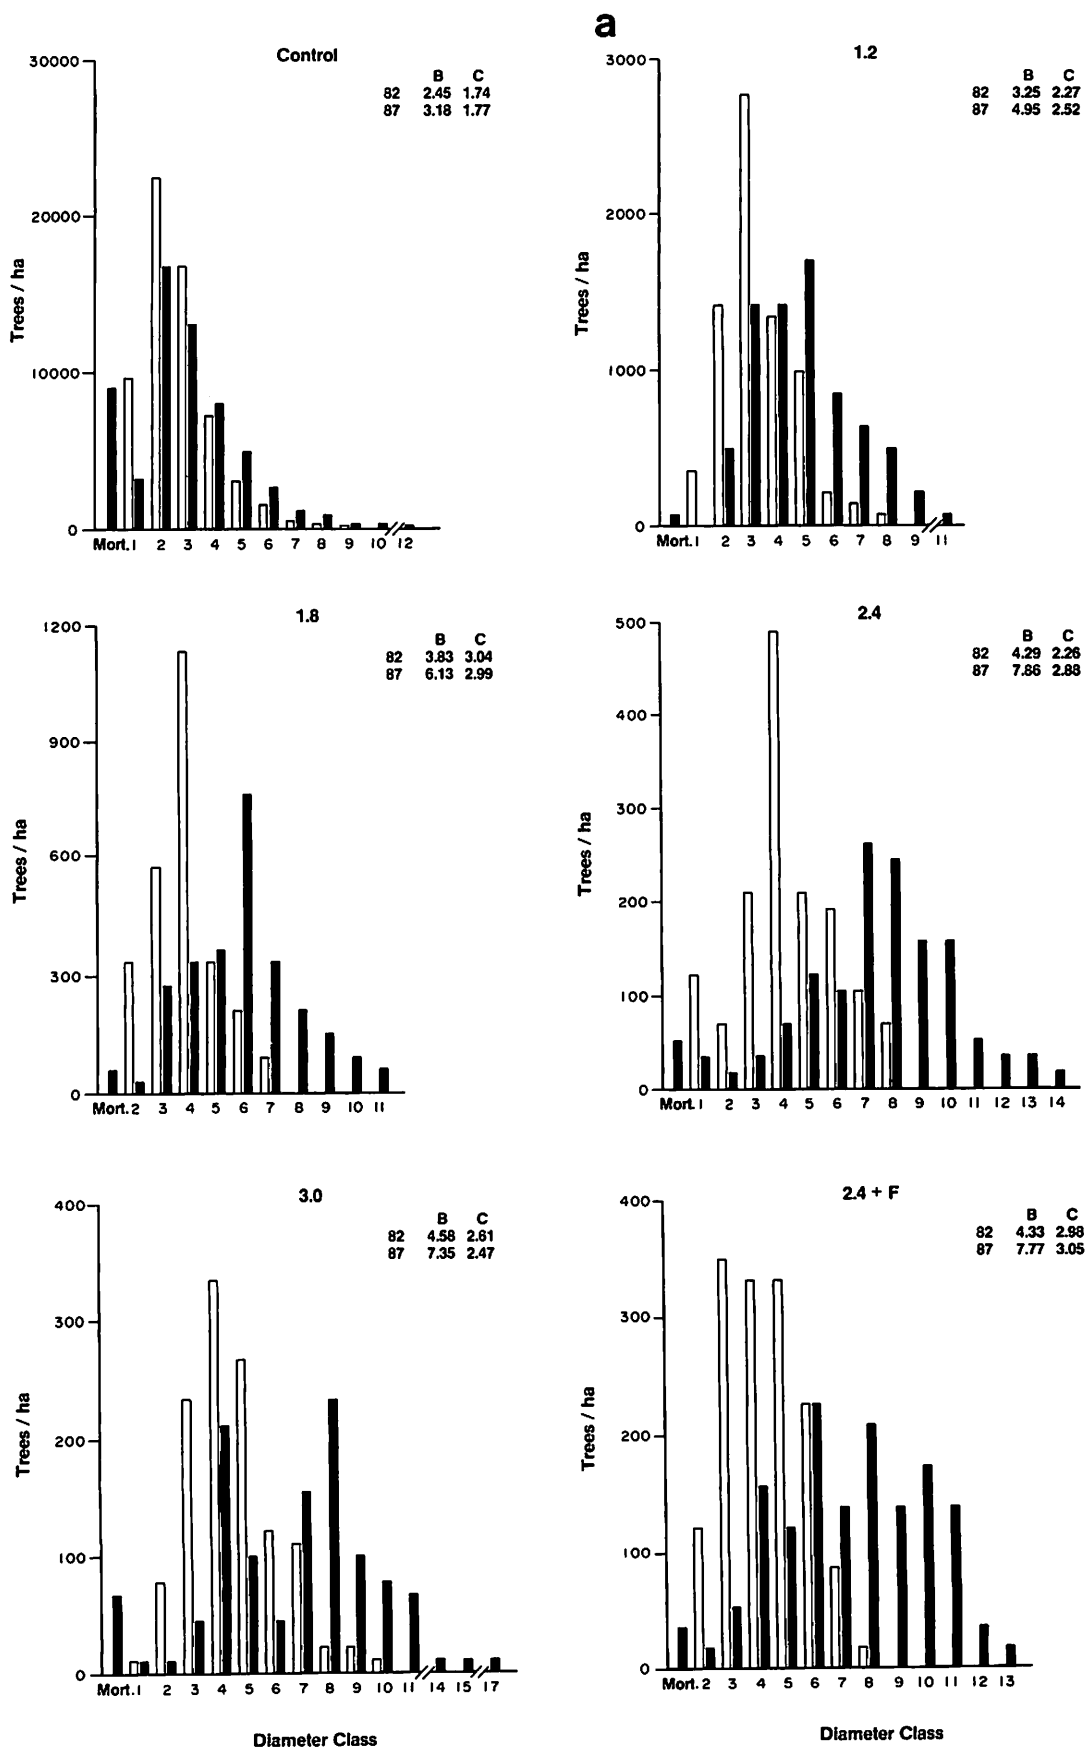 a
Control
B C
82 2.45 1.74
87 3.18 1.77
30000
20000
10000
0
Trees / ha
Mort. 1 2 3 4 5 6 7 8 9 10 12
1.2
B C
82 3.25 2.27
87 4.95 2.52
3000
2000
1000
0
Trees / ha
Mort. 1 2 3 4 5 6 7 8 9 11
1.8
B C
82 3.83 3.04
87 6.13 2.99
1200
900
600
300
0
Trees / ha
Mort. 2 3 4 5 6 7 8 9 10 11
2.4
B C
82 4.29 2.26
87 7.86 2.88
500
400
300
200
100
0
Trees / ha
Mort. 1 2 3 4 5 6 7 8 9 10 11 12 13 14
3.0
B C
82 4.58 2.61
87 7.35 2.47
400
300
200
100
0
Trees / ha
Mort. 1 2 3 4 5 6 7 8 9 10 11 14 15 17
Diameter Class
2.4 + F
B C
82 4.33 2.98
87 7.77 3.05
400
300
200
100
0
Trees / ha
Mort. 2 3 4 5 6 7 8 9 10 11 12 13
Diameter Class